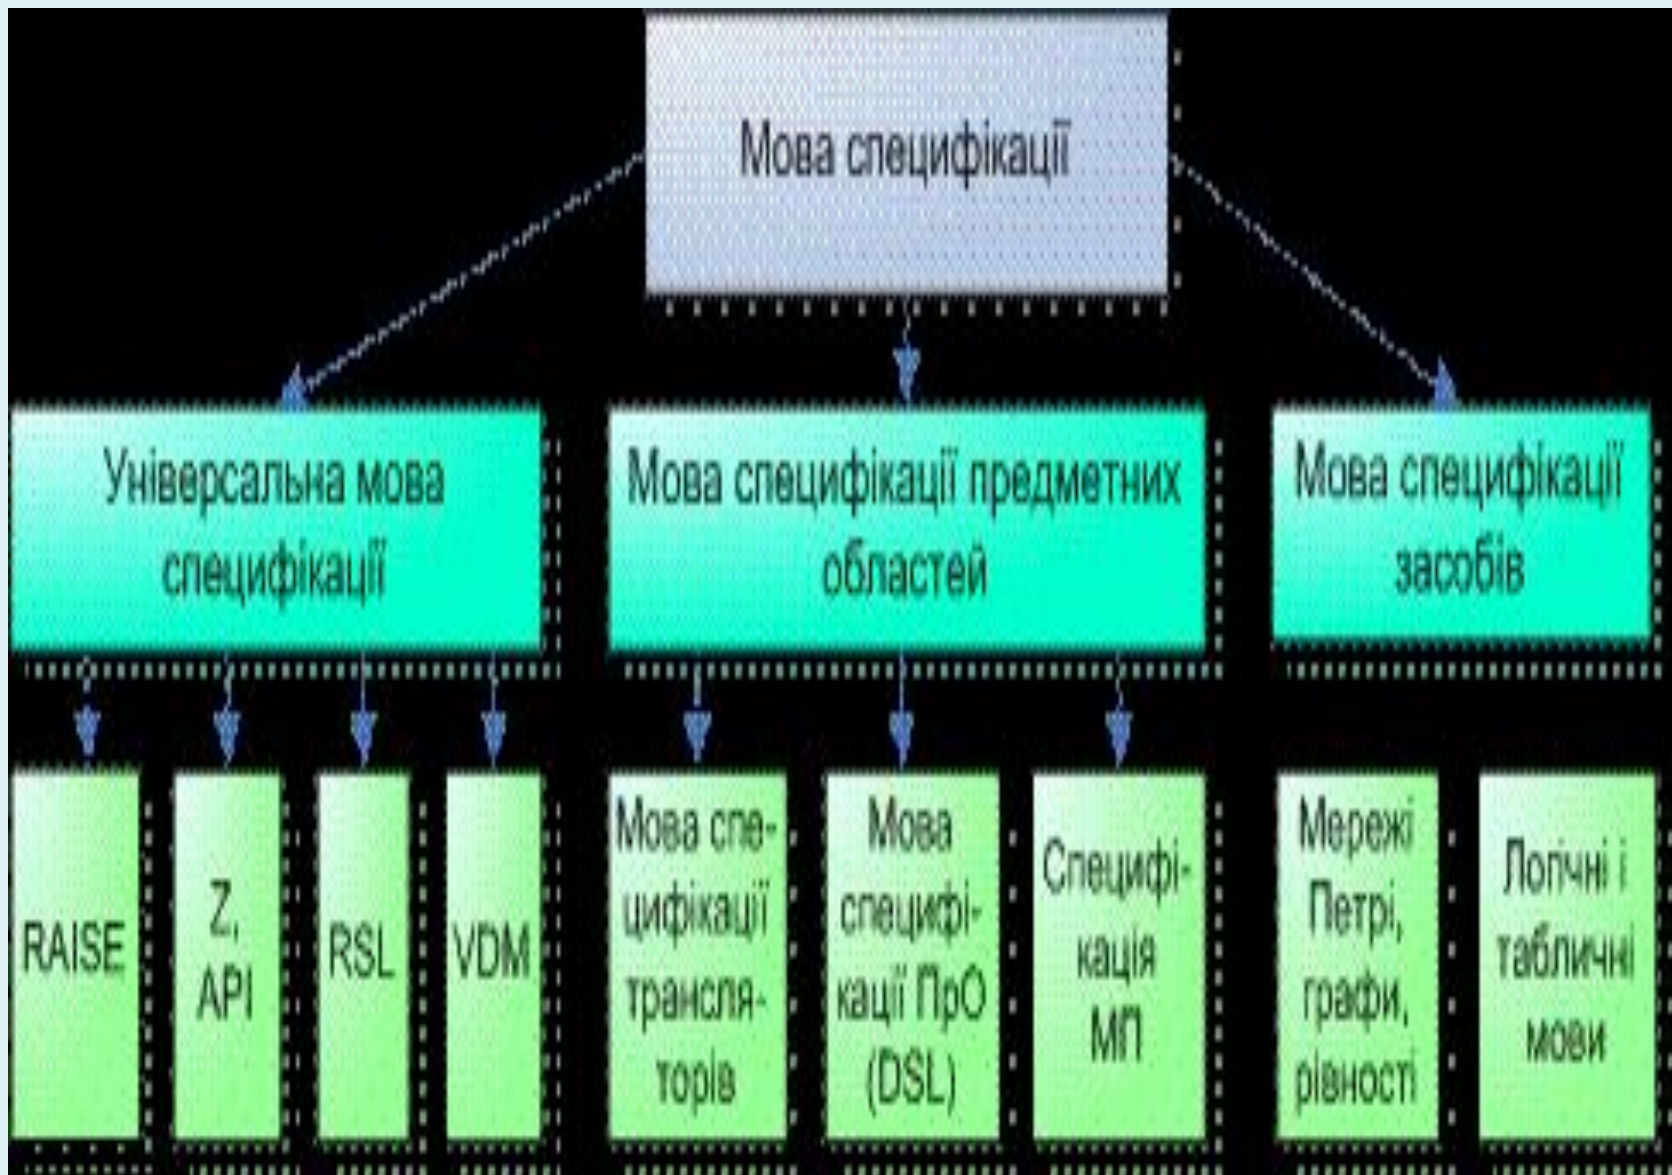 Мова специфікації
Універсальна мова
специфікації
Мова специфікації предметних
областей
Мова специфікації
засобів
RAISE
Z,
API
RSL
VDM
Мова спе-
цифікації
трансля-
торів
Мова
специфі-
кації ПрО
(DSL)
Специфі-
кація
МП
Мережі
Петрі,
графи,
рівності
Логічні і
табличні
мови